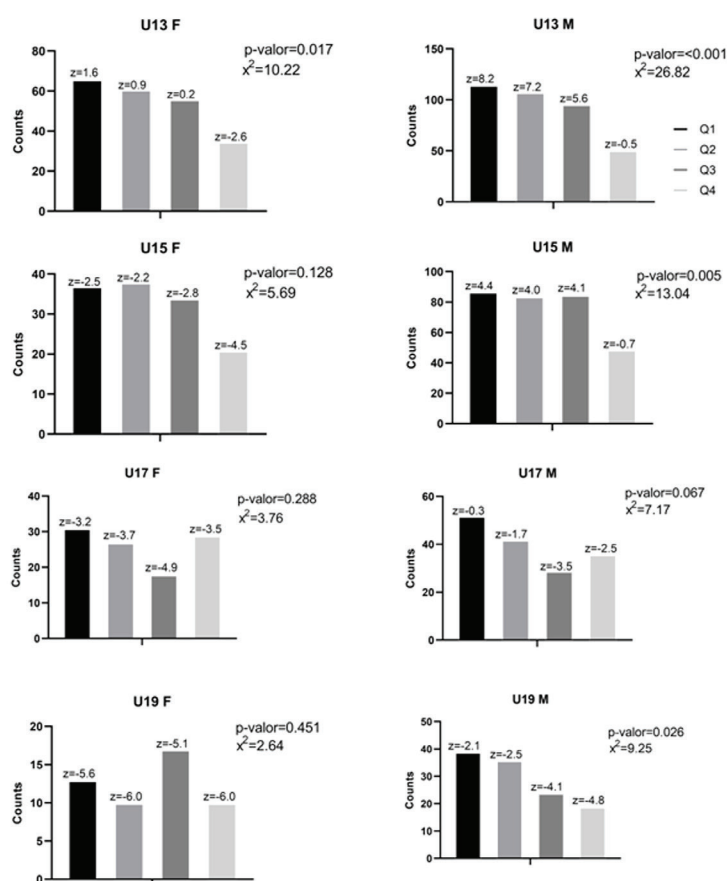 U13 F
p-valor=0.017
x²=10.22
Counts
80
60
40
20
0
z=1.6
z=0.9
z=0.2
z=-2.6
U13 M
p-valor=<0.001
x²=26.82
Counts
150
100
50
0
z=8.2
z=7.2
z=5.6
z=-0.5
Q1
Q2
Q3
Q4
U15 F
p-valor=0.128
x²=5.69
Counts
40
30
20
10
0
z=-2.5
z=-2.2
z=-2.8
z=-4.5
U15 M
p-valor=0.005
x²=13.04
Counts
100
80
60
40
20
0
z=4.4
z=4.0
z=4.1
z=-0.7
U17 F
p-valor=0.288
x²=3.76
Counts
40
30
20
10
0
z=-3.2
z=-3.7
z=-4.9
z=-3.5
U17 M
p-valor=0.067
x²=7.17
Counts
60
40
20
0
z=-0.3
z=-1.7
z=-3.5
z=-2.5
U19 F
p-valor=0.451
x²=2.64
Counts
20
15
10
5
0
z=-5.6
z=-6.0
z=-5.1
z=-6.0
U19 M
p-valor=0.026
x²=9.25
Counts
50
40
30
20
10
0
z=-2.1
z=-2.5
z=-4.1
z=-4.8